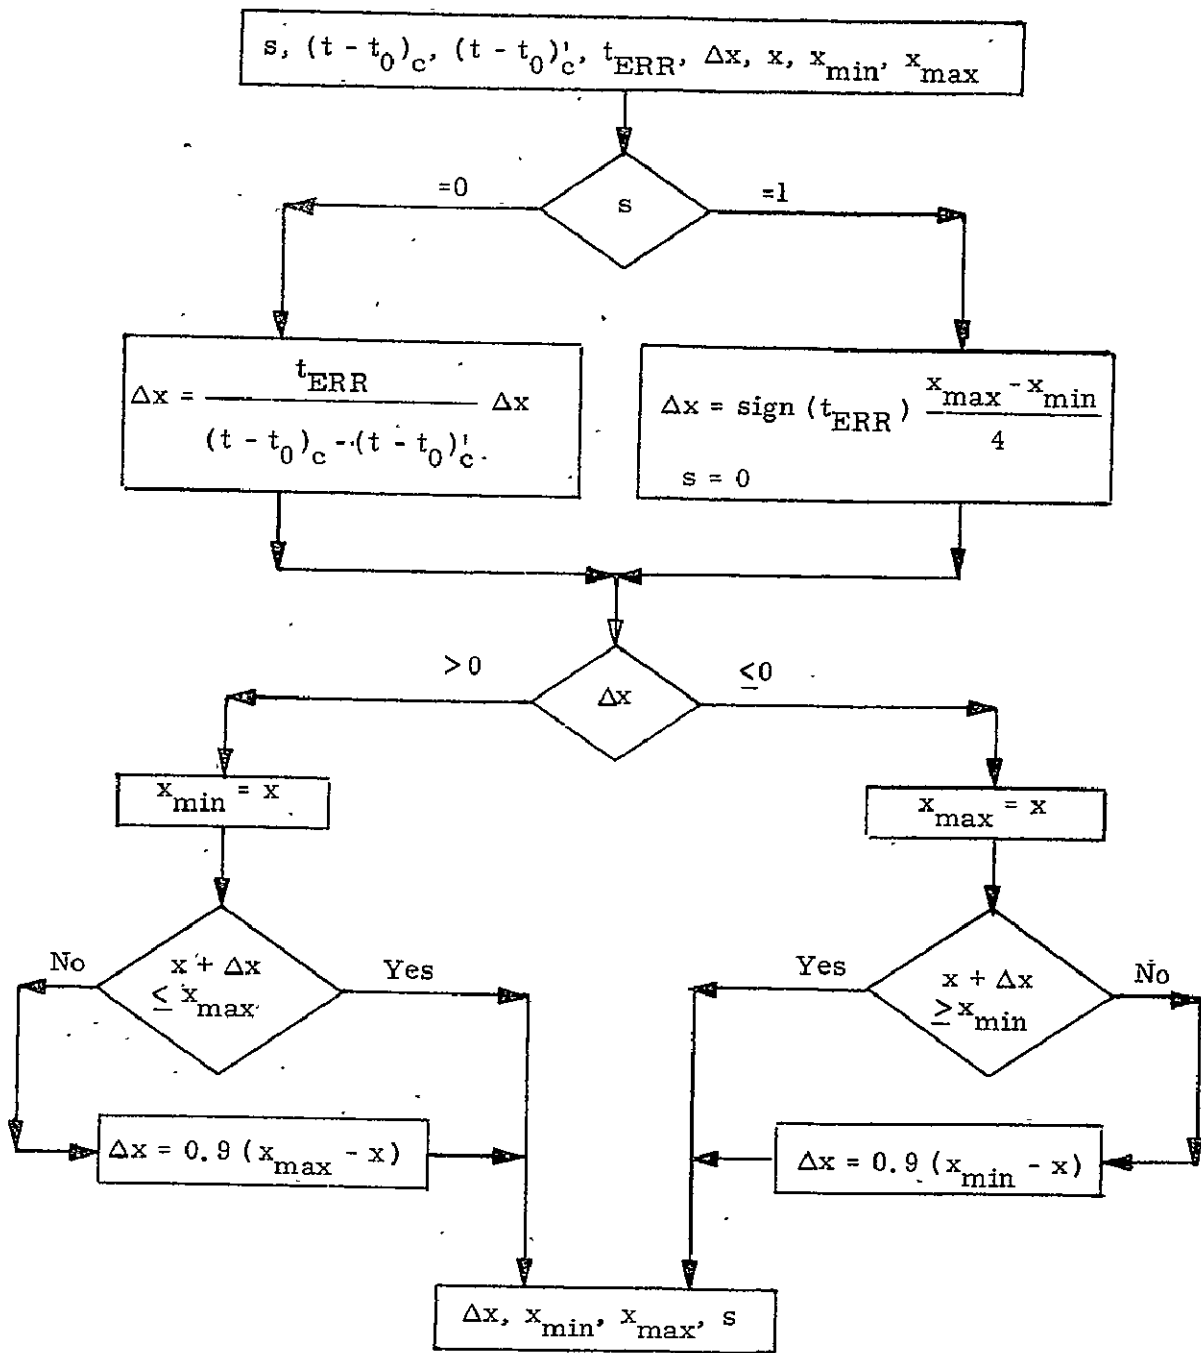 s, (t - t0)c, (t - t0)'c, tERR, Δx, x, xmin, xmax
=0
s
=1
Δx = tERR / (t - t0)c - (t - t0)'c Δx
Δx = sign (tERR) xmax - xmin / 4
s = 0
> 0
Δx
≤0
xmin = x
xmax = x
No
x + Δx
≤ xmax
Yes
Yes
x + Δx
≥ xmin
No
Δx = 0.9 (xmax - x)
Δx = 0.9 (xmin - x)
Δx, xmin, xmax, s